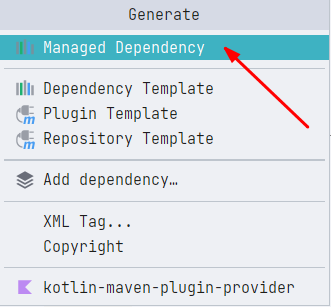 Generate
Managed Dependency
Dependency Template
Plugin Template
Repository Template
Add dependency…
XML Tag...
Copyright
kotlin-maven-plugin-provider